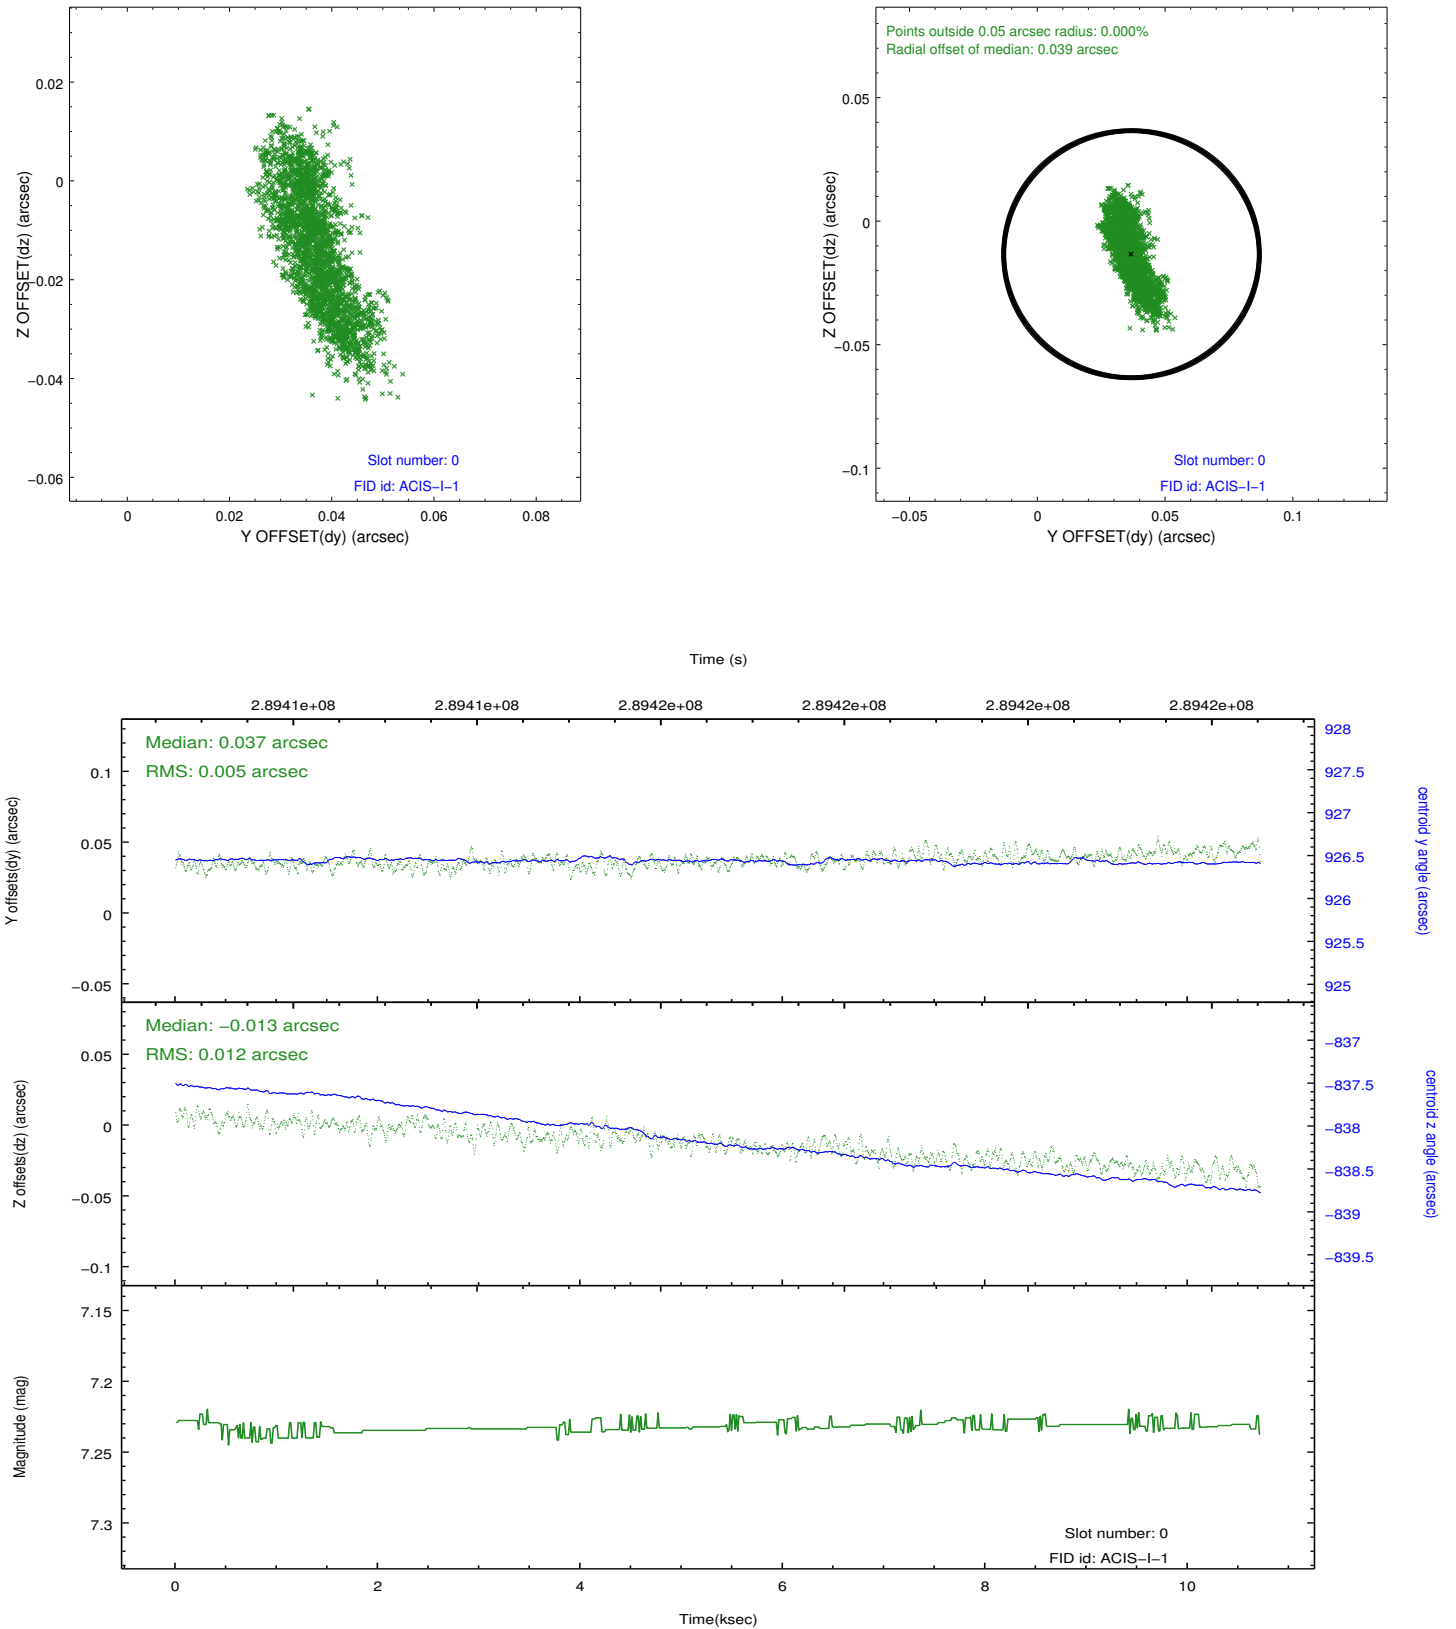 0.02
0
−0.02
−0.04
−0.06
Z OFFSET(dz) (arcsec)
Slot number: 0
FID id: ACIS−I−1
0
0.02
0.04
0.06
0.08
Y OFFSET(dy) (arcsec)
Points outside 0.05 arcsec radius: 0.000%
Radial offset of median: 0.039 arcsec
0.05
0
−0.05
−0.1
Z OFFSET(dz) (arcsec)
Slot number: 0
FID id: ACIS−I−1
−0.05
0
0.05
0.1
Y OFFSET(dy) (arcsec)
Time (s)
2.8941e+08
2.8941e+08
2.8942e+08
2.8942e+08
2.8942e+08
2.8942e+08
Median: 0.037 arcsec
RMS: 0.005 arcsec
0.1
0.05
0
−0.05
Y offsets(dy) (arcsec)
928
927.5
927
926.5
926
925.5
925
centroid y angle (arcsec)
Median: −0.013 arcsec
RMS: 0.012 arcsec
0.05
0
−0.05
−0.1
Z offsets(dz) (arcsec)
−837
−837.5
−838
−838.5
−839
−839.5
centroid z angle (arcsec)
7.15
7.2
7.25
7.3
Magnitude (mag)
Slot number: 0
FID id: ACIS−I−1
0
2
4
6
8
10
Time(ksec)